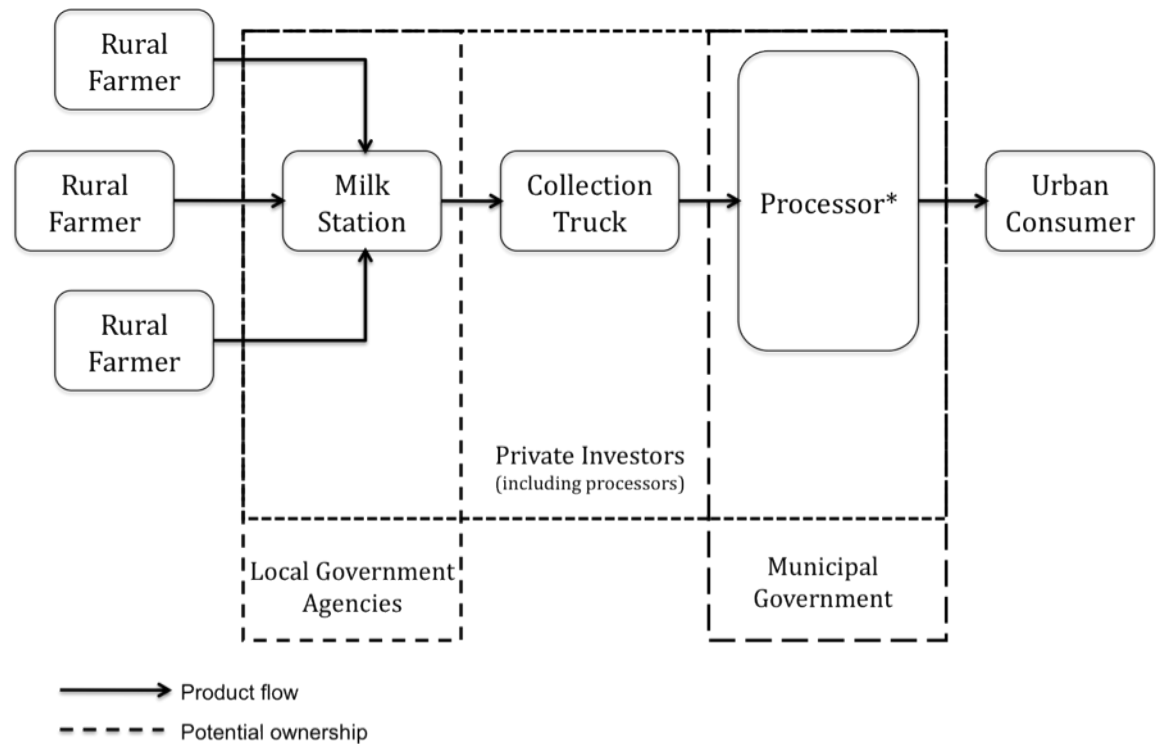 Rural
Farmer
Rural
Farmer
Rural
Farmer
Milk
Station
Collection
Truck
Processor*
Urban
Consumer
Private Investors
(including processors)
Local Government
Agencies
Municipal
Government
Product flow
Potential ownership